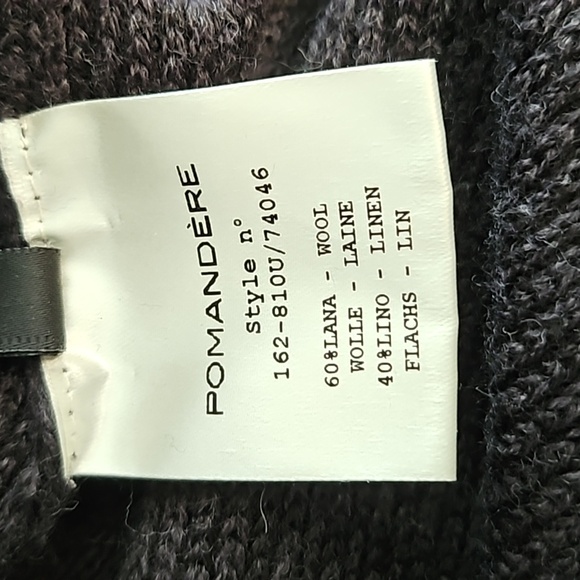 POMANDÈRE
Style n°
162-810U/74046
60%LANA - WOOL
WOLLE - LAINE
40%LINO - LINEN
FLACHS - LIN